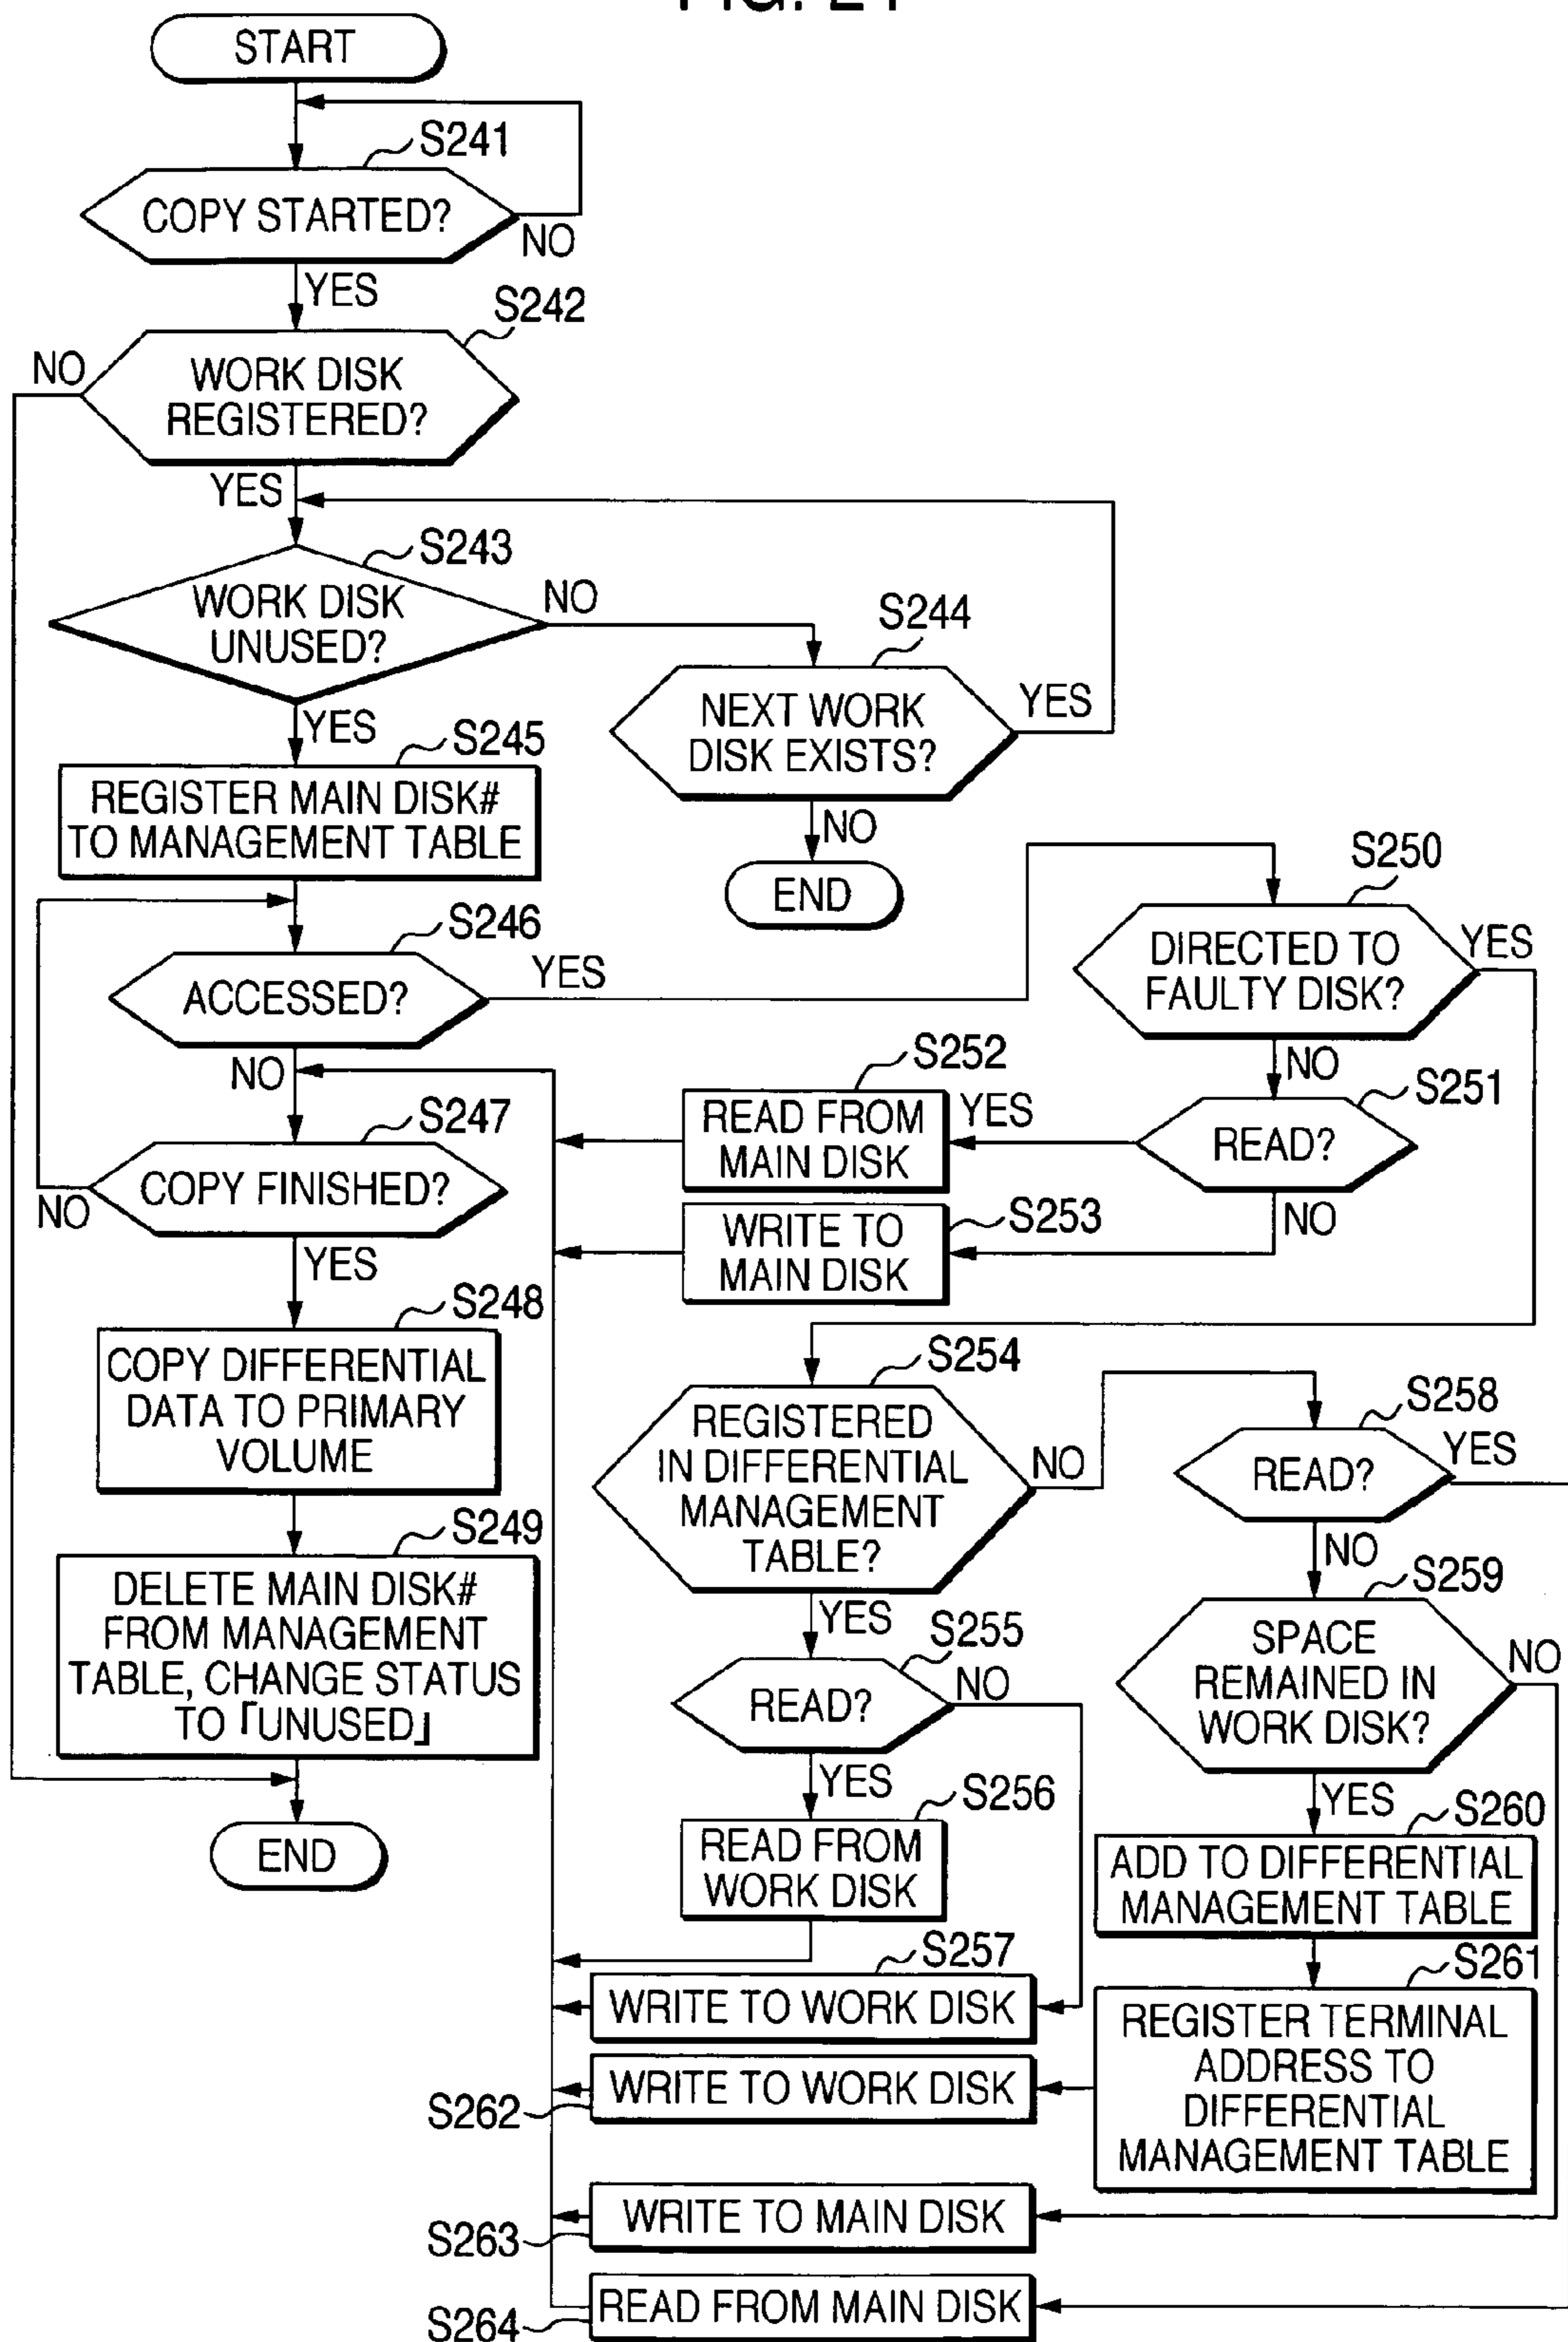 START
S241
COPY STARTED?
NO
YES
S242
NO
WORK DISK
REGISTERED?
YES
S243
WORK DISK
UNUSED?
NO
S244
NEXT WORK
DISK EXISTS?
YES
YES
NO
END
S245
REGISTER MAIN DISK#
TO MANAGEMENT TABLE
S246
ACCESSED?
YES
NO
S250
DIRECTED TO
FAULTY DISK?
YES
NO
S251
READ?
YES
NO
S252
READ FROM
MAIN DISK
S253
WRITE TO
MAIN DISK
S247
COPY FINISHED?
NO
YES
S248
COPY DIFFERENTIAL
DATA TO PRIMARY
VOLUME
S249
DELETE MAIN DISK#
FROM MANAGEMENT
TABLE, CHANGE STATUS
TO「UNUSED」
END
S254
REGISTERED
IN DIFFERENTIAL
MANAGEMENT
TABLE?
NO
YES
S255
READ?
NO
YES
S256
READ FROM
WORK DISK
S257
WRITE TO WORK DISK
S258
READ?
YES
NO
S259
SPACE
REMAINED IN
WORK DISK?
NO
YES
S260
ADD TO DIFFERENTIAL
MANAGEMENT TABLE
S261
REGISTER TERMINAL
ADDRESS TO
DIFFERENTIAL
MANAGEMENT TABLE
WRITE TO WORK DISK
S262
WRITE TO MAIN DISK
S263
READ FROM MAIN DISK
S264